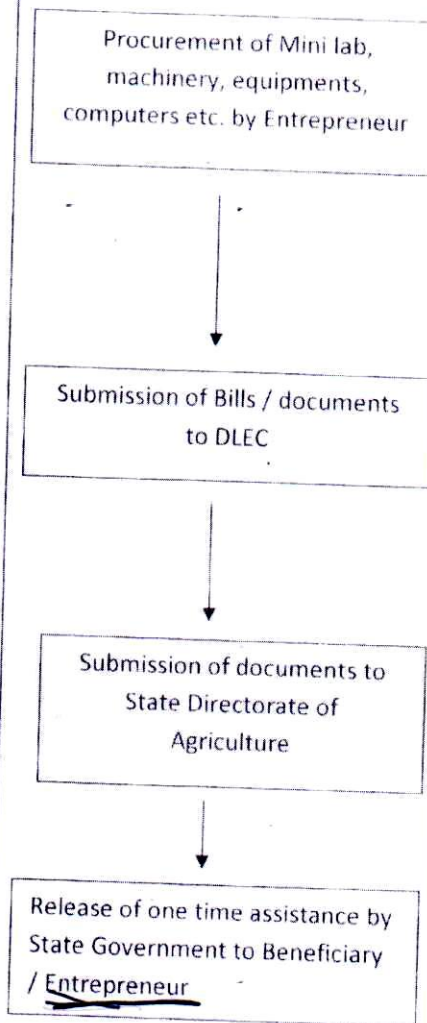 Procurement of Mini lab,
machinery, equipments,
computers etc. by Entrepreneur
Submission of Bills / documents
to DLEC
Submission of documents to
State Directorate of
Agriculture
Release of one time assistance by
State Government to Beneficiary
/ Entrepreneur